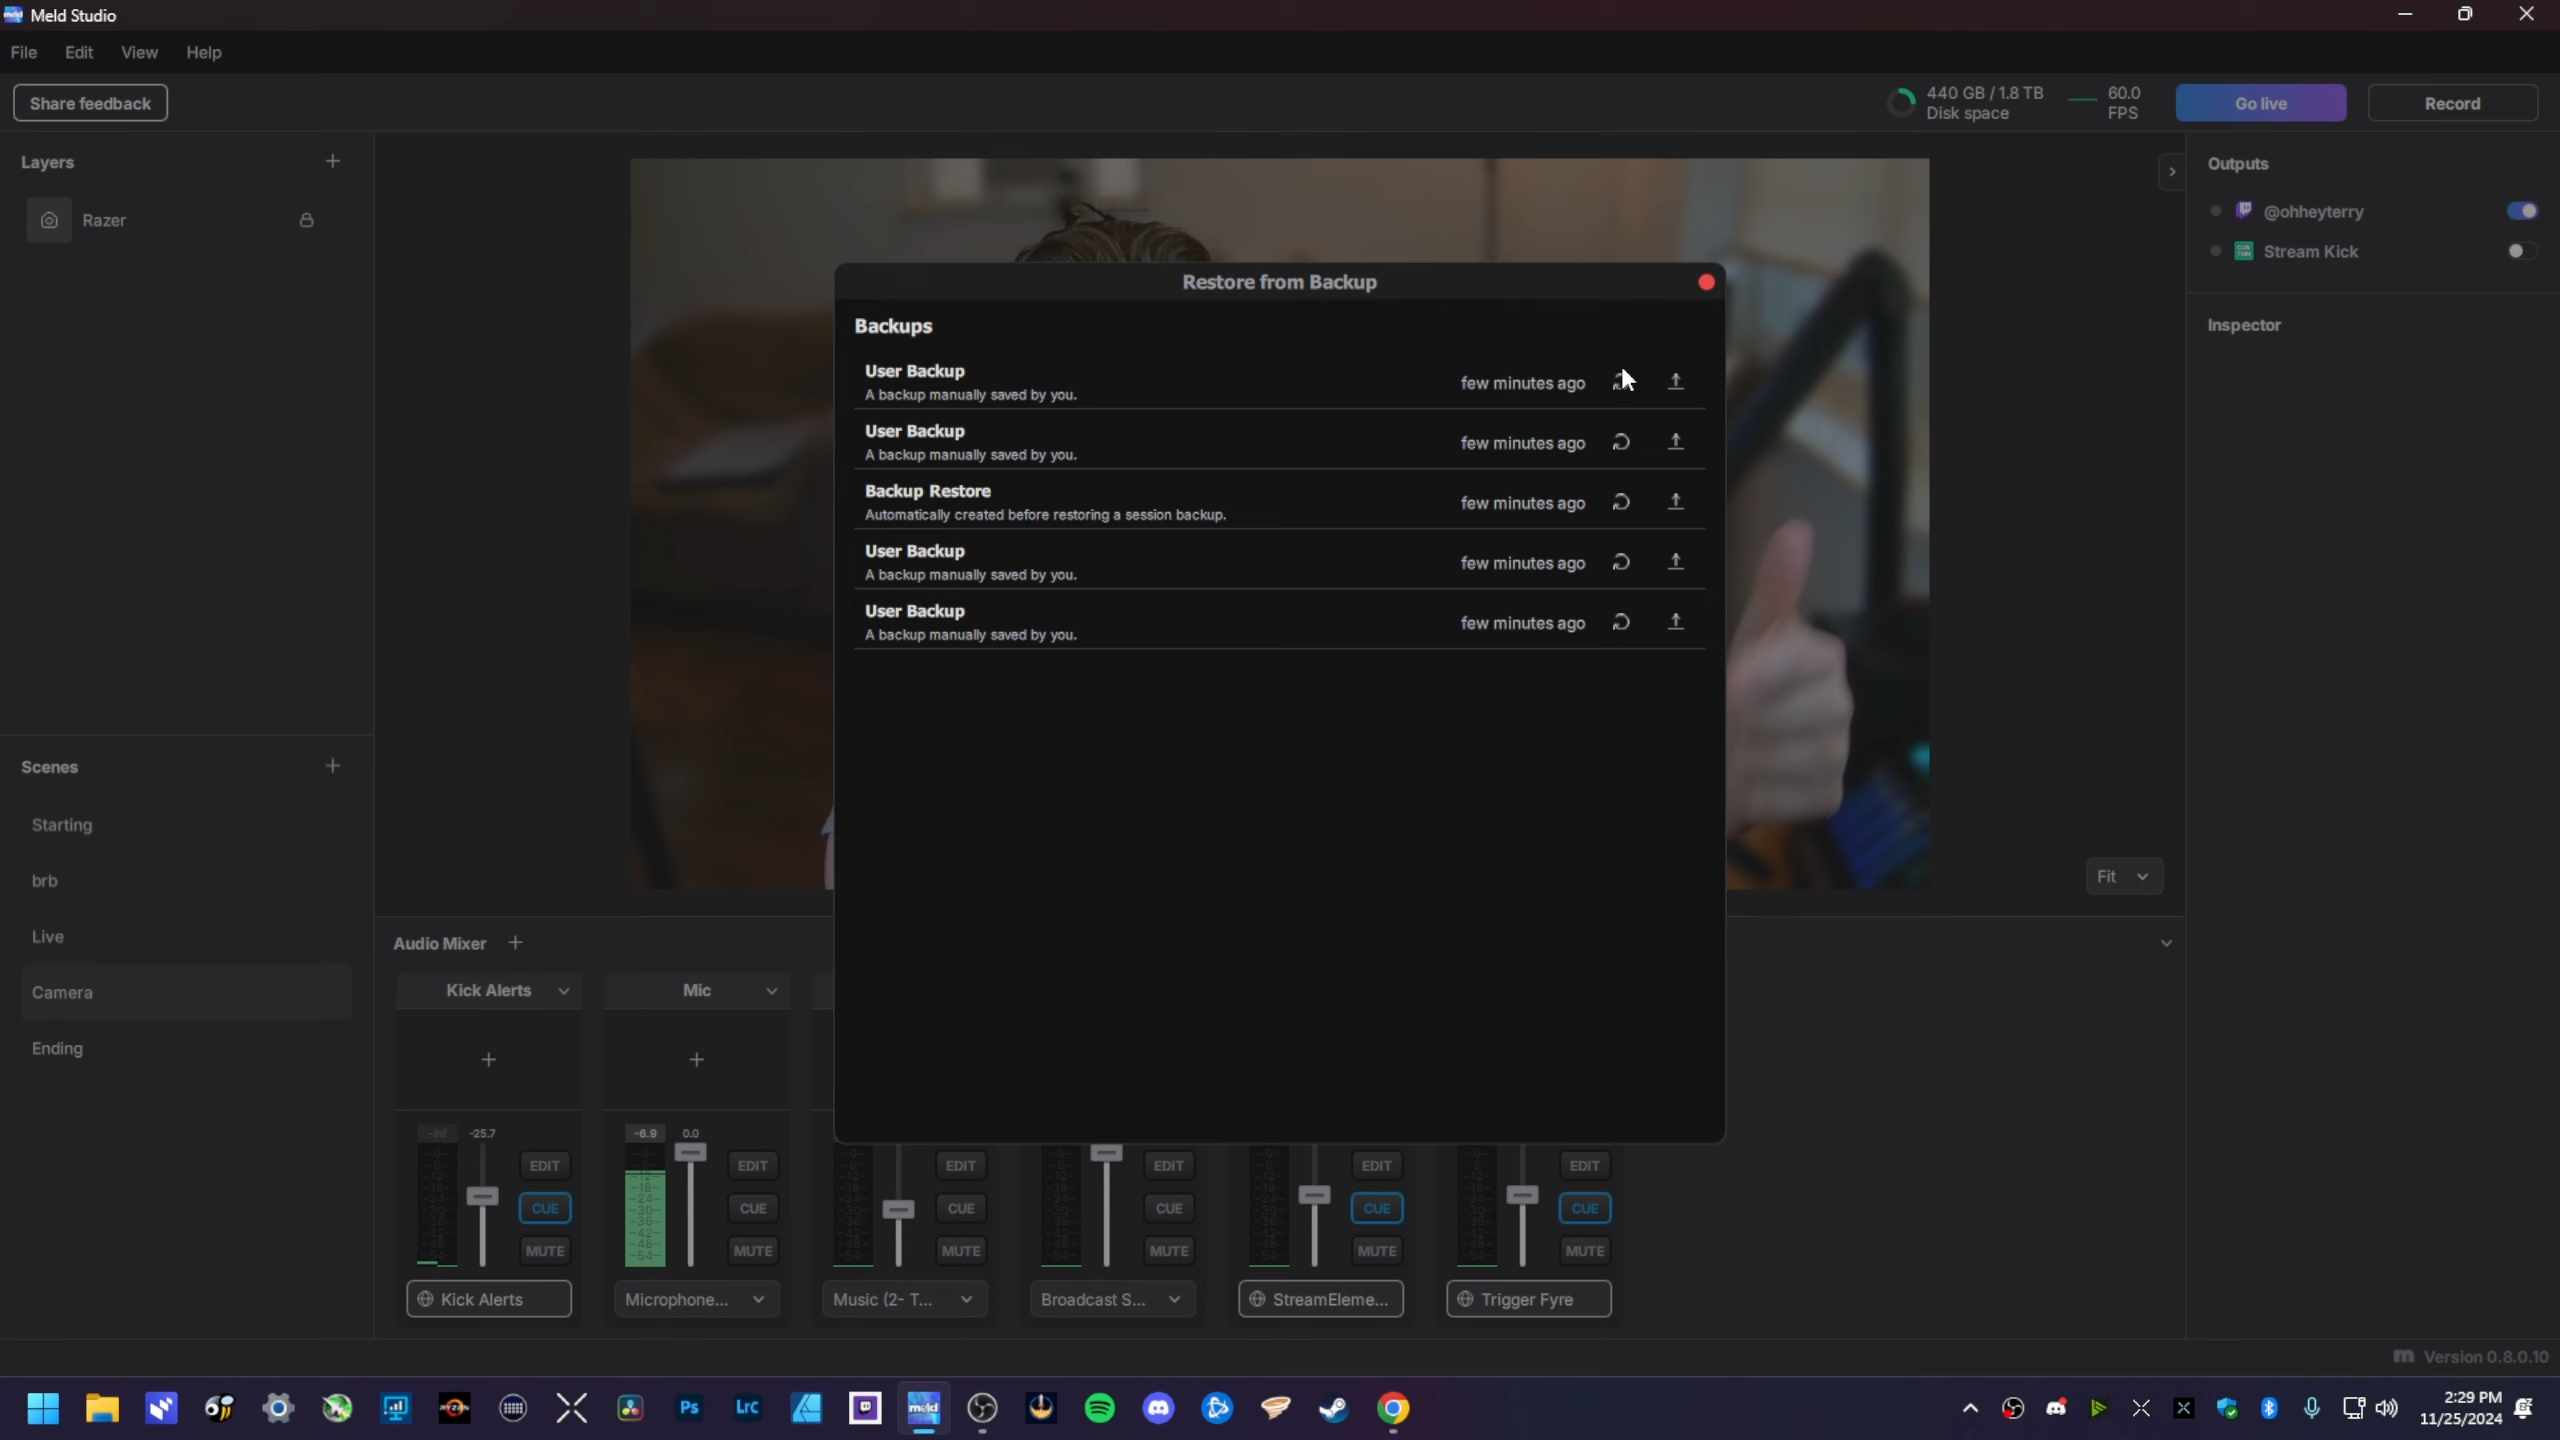 Meld Studio
File Edit View Help
Share feedback
440 GB / 1.8 TB
Disk space
60.0
FPS
Go live
Record
Layers
Razer
Outputs
@ohheyterry
Stream Kick
Inspector
Restore from Backup
Backups
User Backup
A backup manually saved by you.
few minutes ago
User Backup
A backup manually saved by you.
few minutes ago
Backup Restore
Automatically created before restoring a session backup.
few minutes ago
User Backup
A backup manually saved by you.
few minutes ago
User Backup
A backup manually saved by you.
few minutes ago
Scenes
Starting
brb
Live
Camera
Ending
Fit
Audio Mixer
Kick Alerts
Mic
-inf -25.7
-6.9 0.0
EDIT EDIT EDIT EDIT EDIT EDIT
CUE CUE CUE CUE CUE CUE
MUTE MUTE MUTE MUTE MUTE MUTE
Kick Alerts
Microphone...
Music (2- T...
Broadcast S...
StreamEleme...
Trigger Fyre
Version 0.8.0.10
RYZEN
Ps
LrC
meld
2:29 PM
11/25/2024